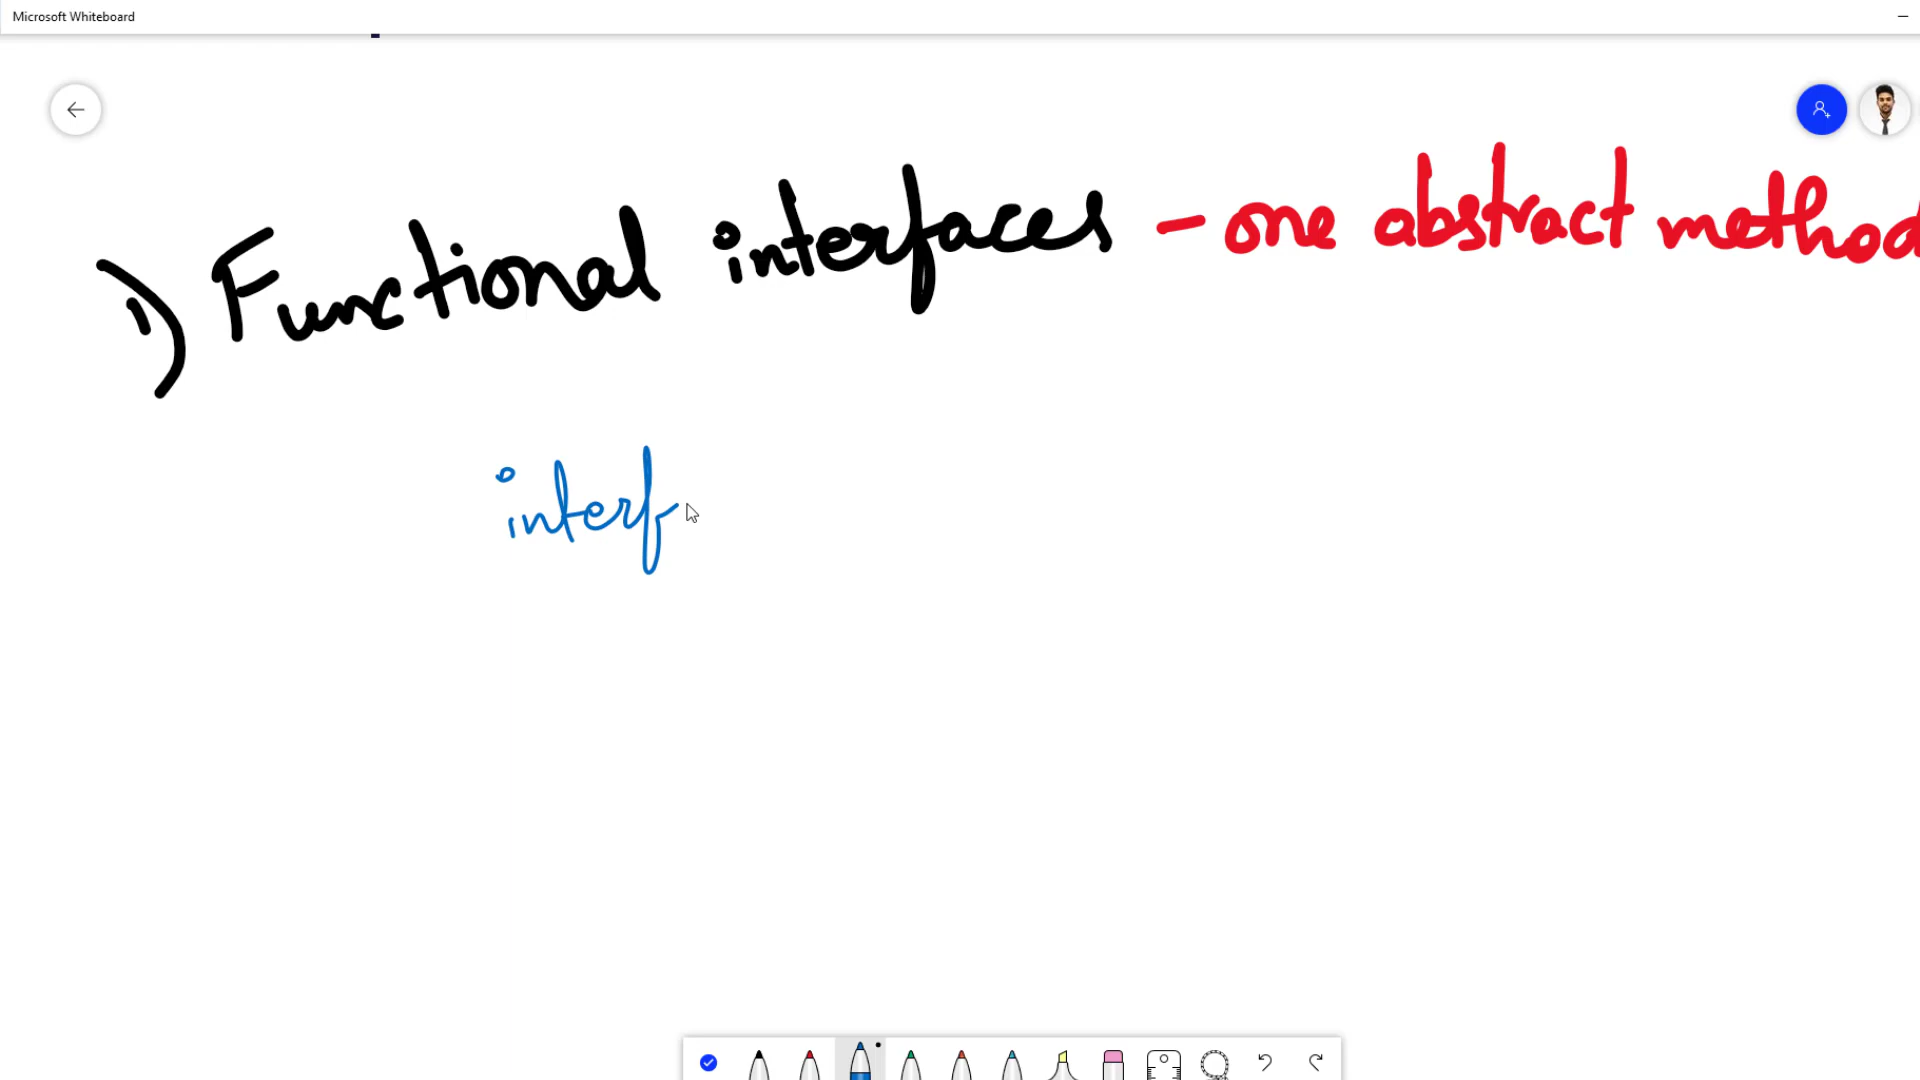 Microsoft Whiteboard
1) Functional interfaces - one abstract method
interf